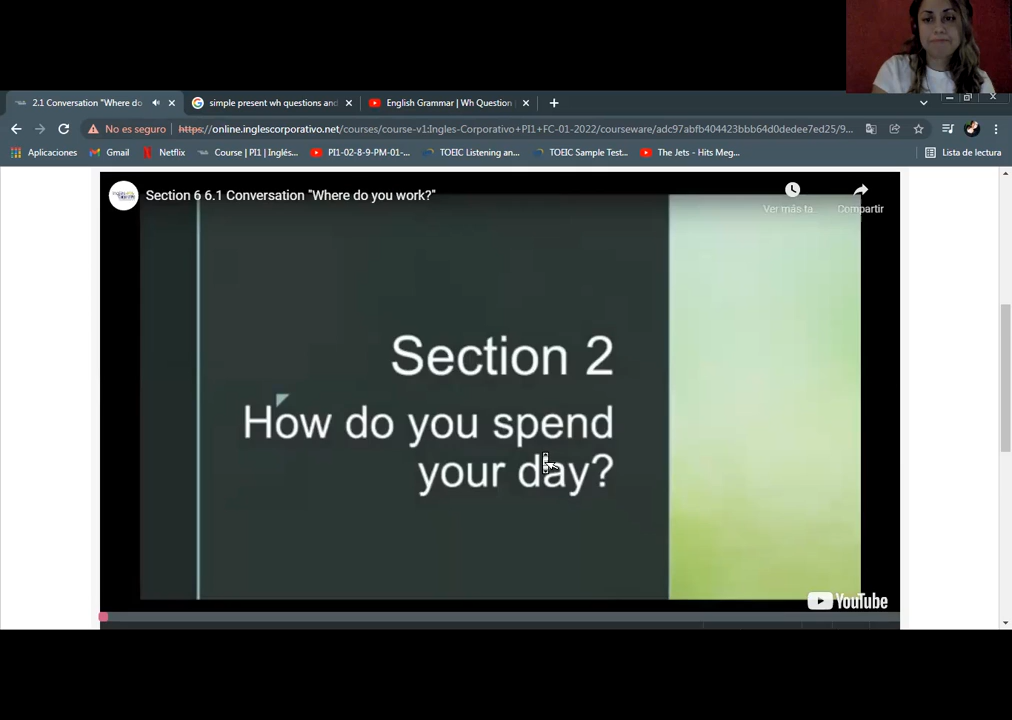 2.1 Conversation "Where do
simple present wh questions and
English Grammar | Wh Question
No es seguro
https://online.inglescorporativo.net/courses/course-v1:Ingles-Corporativo+PI1+FC-01-2022/courseware/adc97abfb404423bbb64d0dedee7ed25/9...
Aplicaciones
Gmail
Netflix
Course | PI1 | Inglés...
PI1-02-8-9-PM-01-...
TOEIC Listening an...
TOEIC Sample Test...
The Jets - Hits Meg...
Lista de lectura
Section 6 6.1 Conversation "Where do you work?"
Ver más ta
Compartir
Section 2
How do you spend
your day?
YouTube